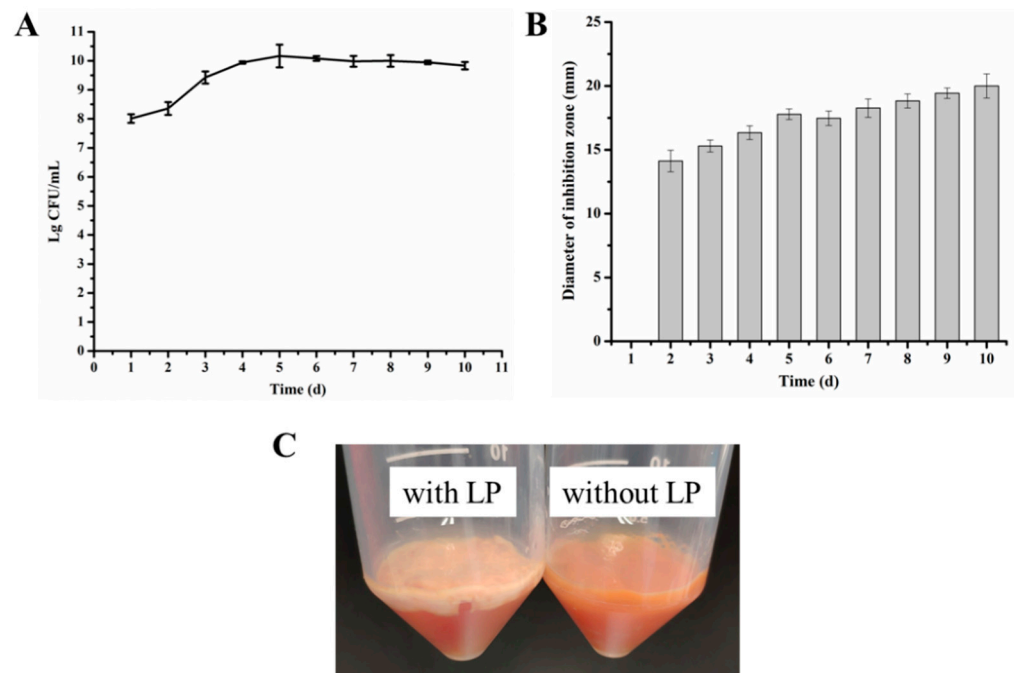 A
11
10
9
8
7
6
5
4
3
2
1
0
Lg CFU/mL
0 1 2 3 4 5 6 7 8 9 10 11
Time (d)
B
25
20
15
10
5
0
Diameter of inhibition zone (mm)
1 2 3 4 5 6 7 8 9 10
Time (d)
C
10
10
with LP
without LP